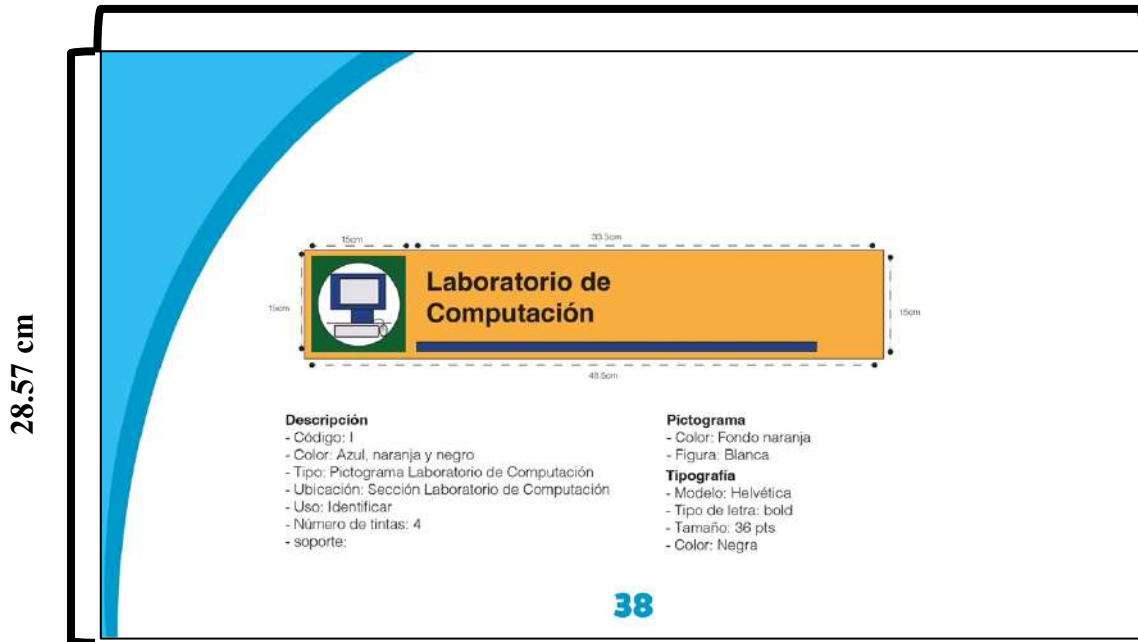 28.57 cm
15cm
33.5cm
15cm
Laboratorio de
Computación
15cm
48.5cm
Descripción
- Código: I
- Color: Azul, naranja y negro
- Tipo: Pictograma Laboratorio de Computación
- Ubicación: Sección Laboratorio de Computación
- Uso: Identificar
- Número de tintas: 4
- soporte:
Pictograma
- Color: Fondo naranja
- Figura: Blanca
Tipografía
- Modelo: Helvética
- Tipo de letra: bold
- Tamaño: 36 pts
- Color: Negra
38